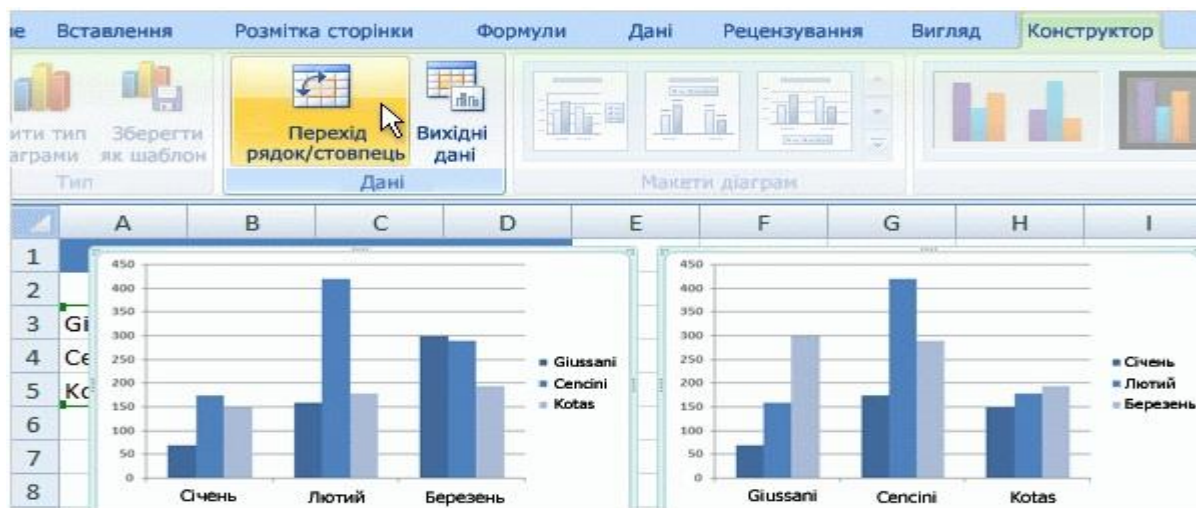 е Вставлення Розмітка сторінки Формули Дані Рецензування Вигляд Конструктор
ити тип
аграми
Зберегти
як шаблон
Перехід
рядок/стовпець
Вихідні
дані
Тип Дані Макети діаграм
A B C D E F G H I
1
2
3 Gi
4 Ce
5 Ko
6
7
8
450
400
350
300
250
200
150
100
50
0
Січень Лютий Березень
Giussani
Cencini
Kotas
450
400
350
300
250
200
150
100
50
0
Giussani Cencini Kotas
Січень
Лютий
Березень